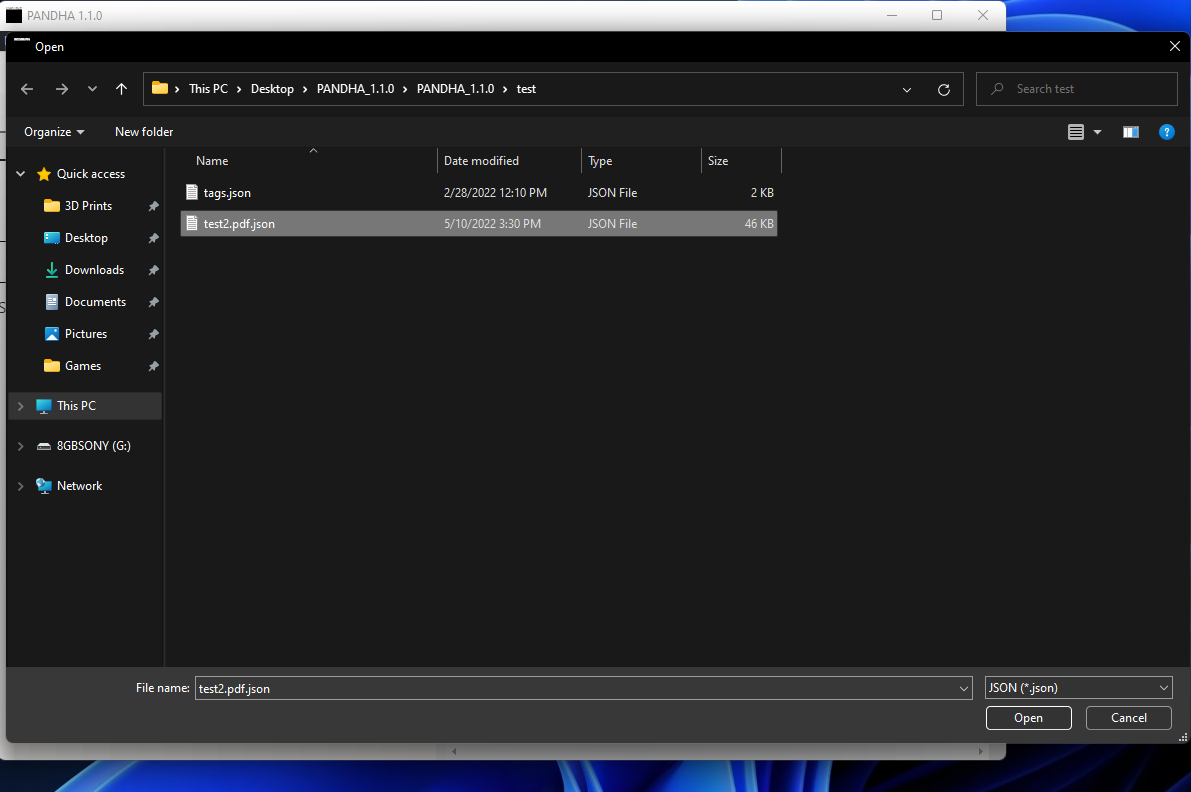 PANDHA 1.1.0
Open
This PC > Desktop > PANDHA_1.1.0 > PANDHA_1.1.0 > test
Search test
Organize New folder
Name Date modified Type Size
tags.json 2/28/2022 12:10 PM JSON File 2 KB
test2.pdf.json 5/10/2022 3:30 PM JSON File 46 KB
Quick access
3D Prints
Desktop
Downloads
Documents
Pictures
Games
This PC
8GBSONY (G:)
Network
File name: test2.pdf.json JSON (*.json)
Open Cancel